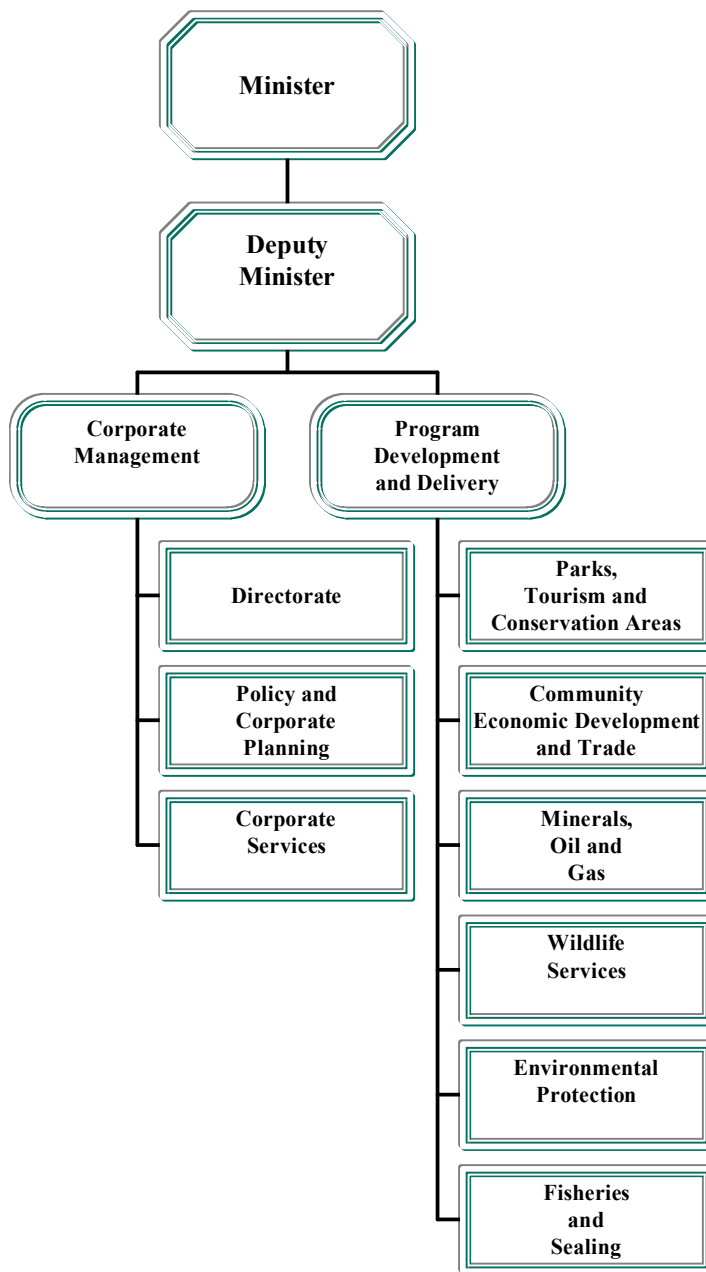 Minister
Deputy
Minister
Corporate
Management
Program
Development
and Delivery
Directorate
Policy and
Corporate
Planning
Corporate
Services
Parks,
Tourism and
Conservation Areas
Community
Economic Development
and Trade
Minerals,
Oil and
Gas
Wildlife
Services
Environmental
Protection
Fisheries
and
Sealing